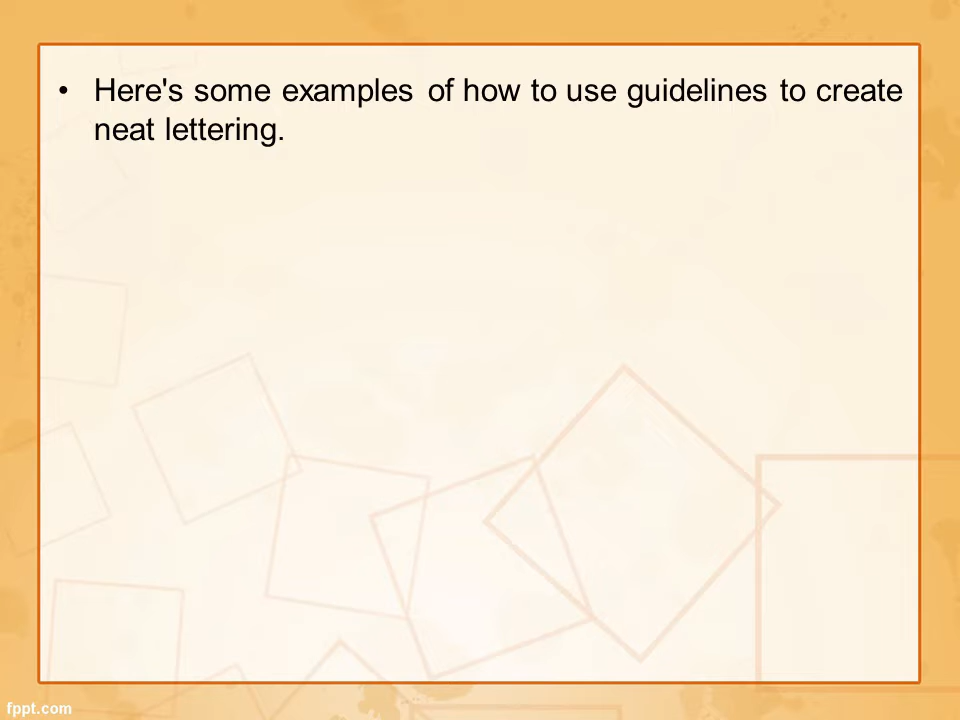 • Here's some examples of how to use guidelines to create
neat lettering.
fppt.com